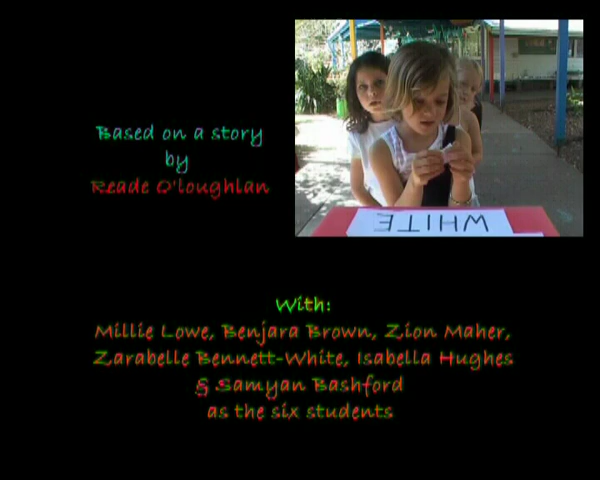 Based on a story
by
Reade O'loughlan
WHITE
With:
Millie Lowe, Benjara Brown, Zion Maher,
Zarabelle Bennett-White, Isabella Hughes
& Samyan Bashford
as the six students